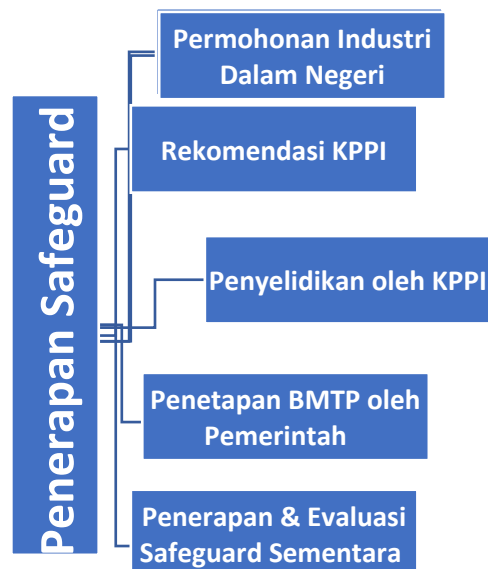 Penerapan Safeguard
Permohonan Industri
Dalam Negeri
Rekomendasi KPPI
Penyelidikan oleh KPPI
Penetapan BMTP oleh
Pemerintah
Penerapan & Evaluasi
Safeguard Sementara